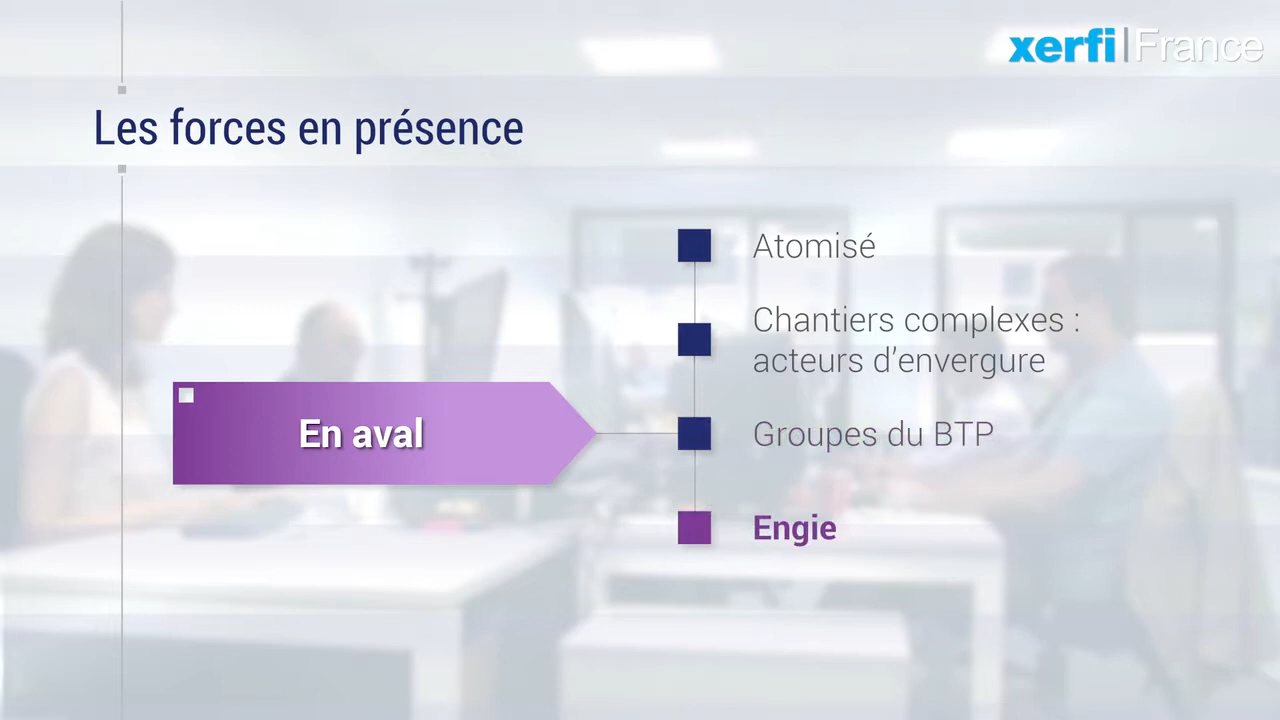 xerfi France
Les forces en présence
Atomisé
Chantiers complexes :
acteurs d'envergure
En aval
Groupes du BTP
Engie